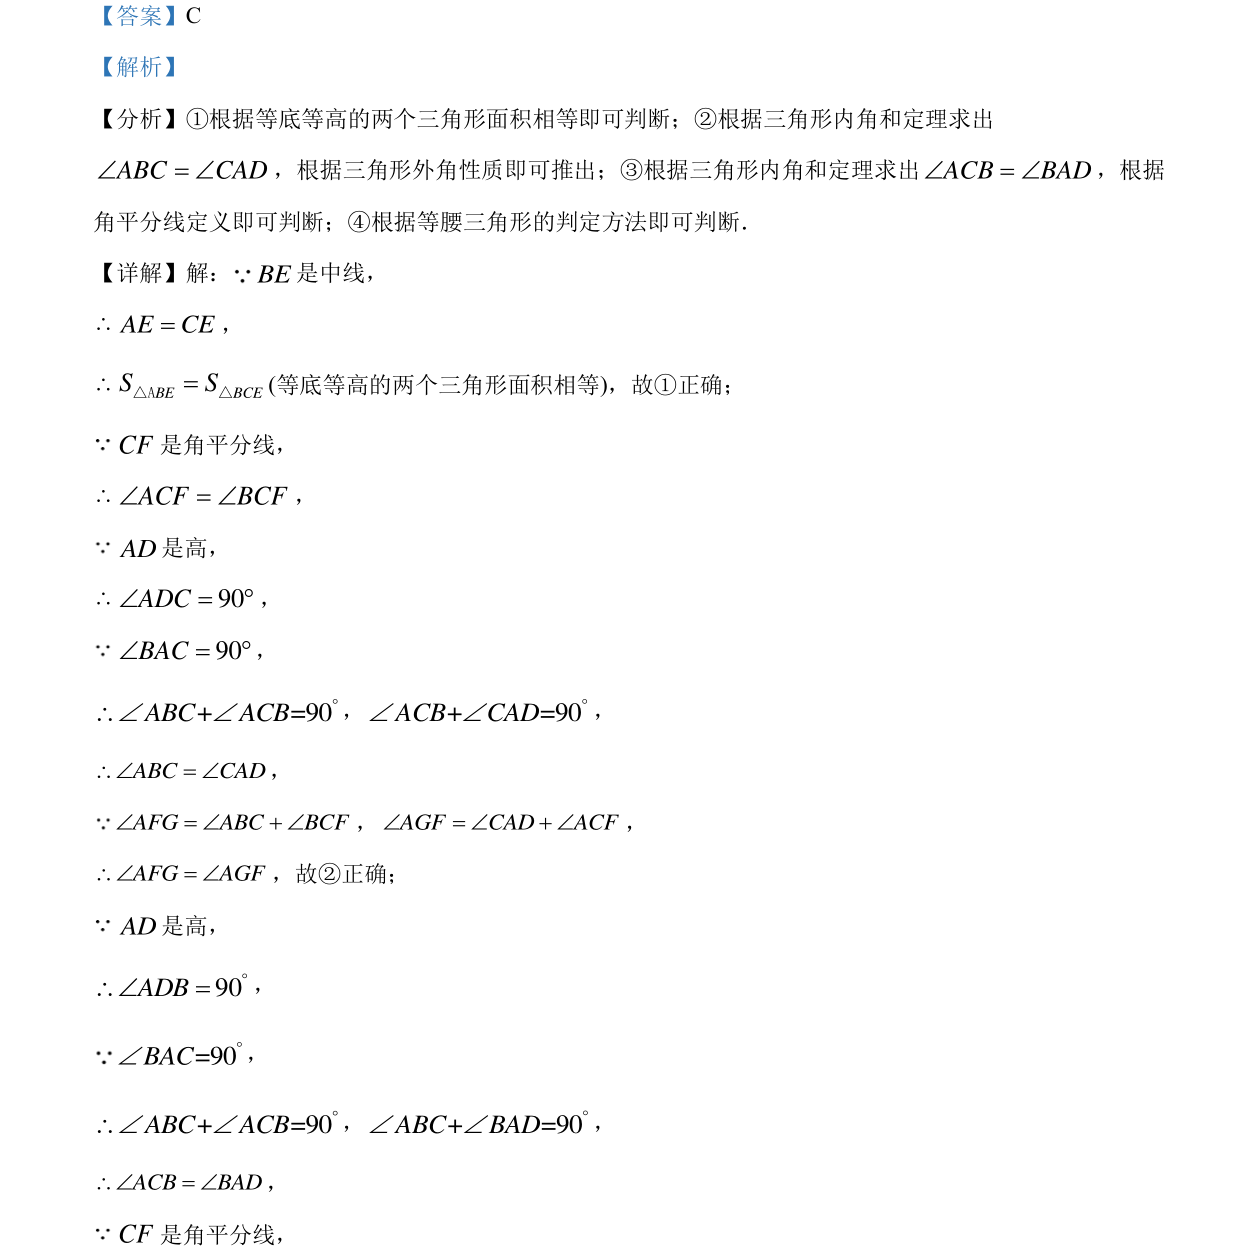 【答案】C
【解析】
【分析】①根据等底等高的两个三角形面积相等即可判断；②根据三角形内角和定理求出
∠ABC = ∠CAD，根据三角形外角性质即可推出；③根据三角形内角和定理求出∠ACB = ∠BAD，根据
角平分线定义即可判断；④根据等腰三角形的判定方法即可判断．
【详解】解：∵BE是中线，
∴ AE = CE，
∴ S△ABE = S△BCE (等底等高的两个三角形面积相等)，故①正确；
∵ CF 是角平分线，
∴ ∠ACF = ∠BCF，
∵ AD是高，
∴ ∠ADC = 90°，
∵ ∠BAC = 90°，
∴∠ABC+∠ACB=90°，∠ACB+∠CAD=90°，
∴∠ABC = ∠CAD，
∵∠AFG = ∠ABC + ∠BCF，∠AGF = ∠CAD + ∠ACF，
∴∠AFG = ∠AGF，故②正确；
∵ AD是高，
∴∠ADB = 90°，
∵∠BAC=90°，
∴∠ABC+∠ACB=90°，∠ABC+∠BAD=90°，
∴∠ACB = ∠BAD，
∵ CF 是角平分线，